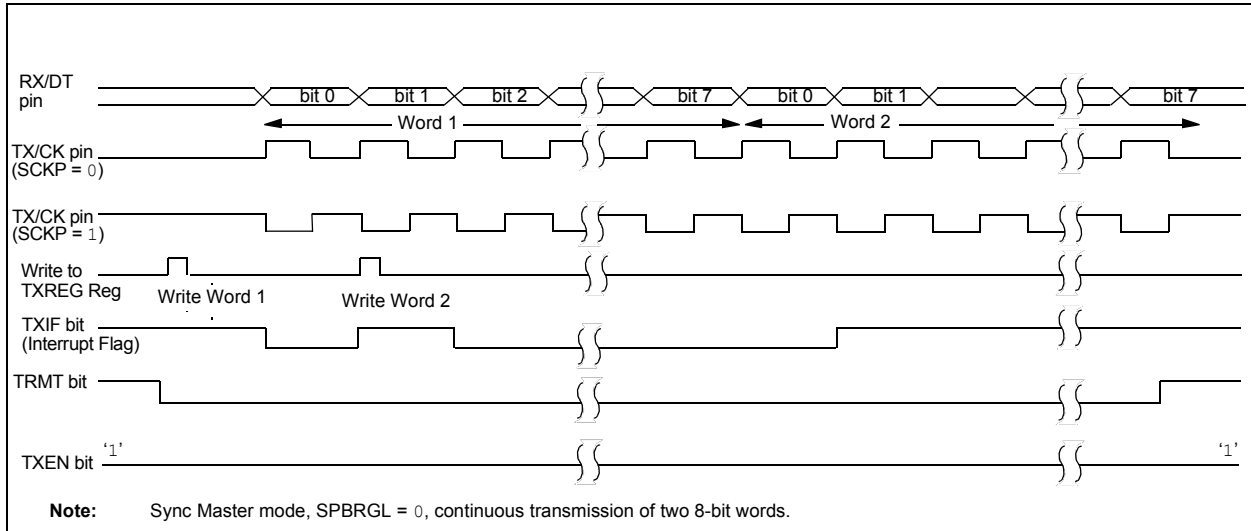 RX/DT
pin
bit 0 bit 1 bit 2 bit 7 bit 0 bit 1 bit 7
Word 1 Word 2
TX/CK pin
(SCKP = 0)
TX/CK pin
(SCKP = 1)
Write to
TXREG Reg
Write Word 1 Write Word 2
TXIF bit
(Interrupt Flag)
TRMT bit
TXEN bit ‘1’ ‘1’
Note: Sync Master mode, SPBRGL = 0, continuous transmission of two 8-bit words.